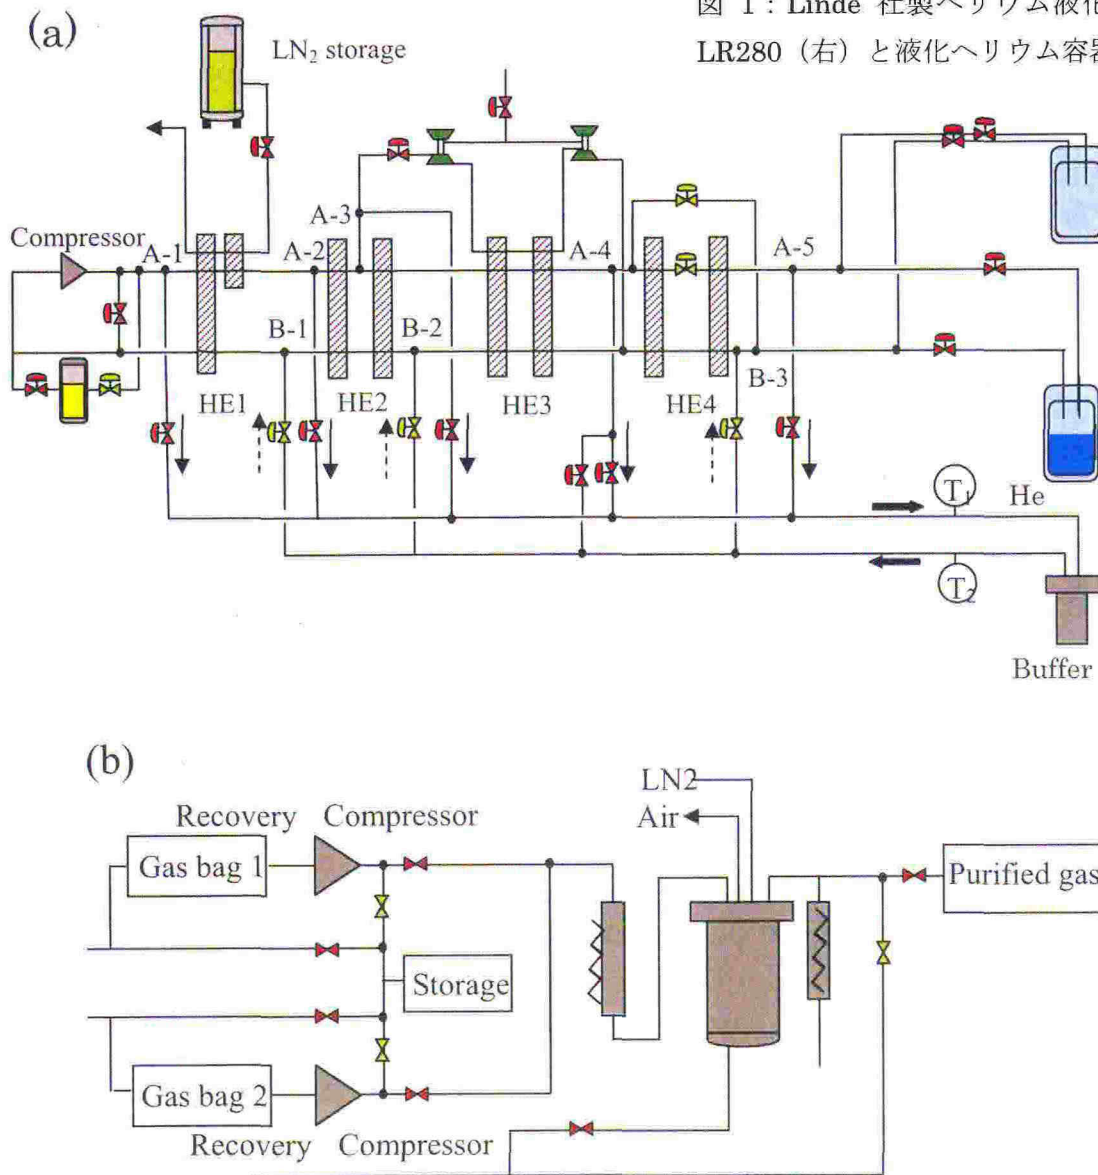 (a)
図 1：Linde 社製ヘリウム液化
LR280（右）と液化ヘリウム容器
LN₂ storage
Compressor
A-1
A-2
A-3
A-4
A-5
B-1
B-2
B-3
HE1
HE2
HE3
HE4
T₁
He
T₂
Buffer
(b)
LN2
Air
Recovery Compressor
Gas bag 1
Purified gas
Storage
Gas bag 2
Recovery Compressor